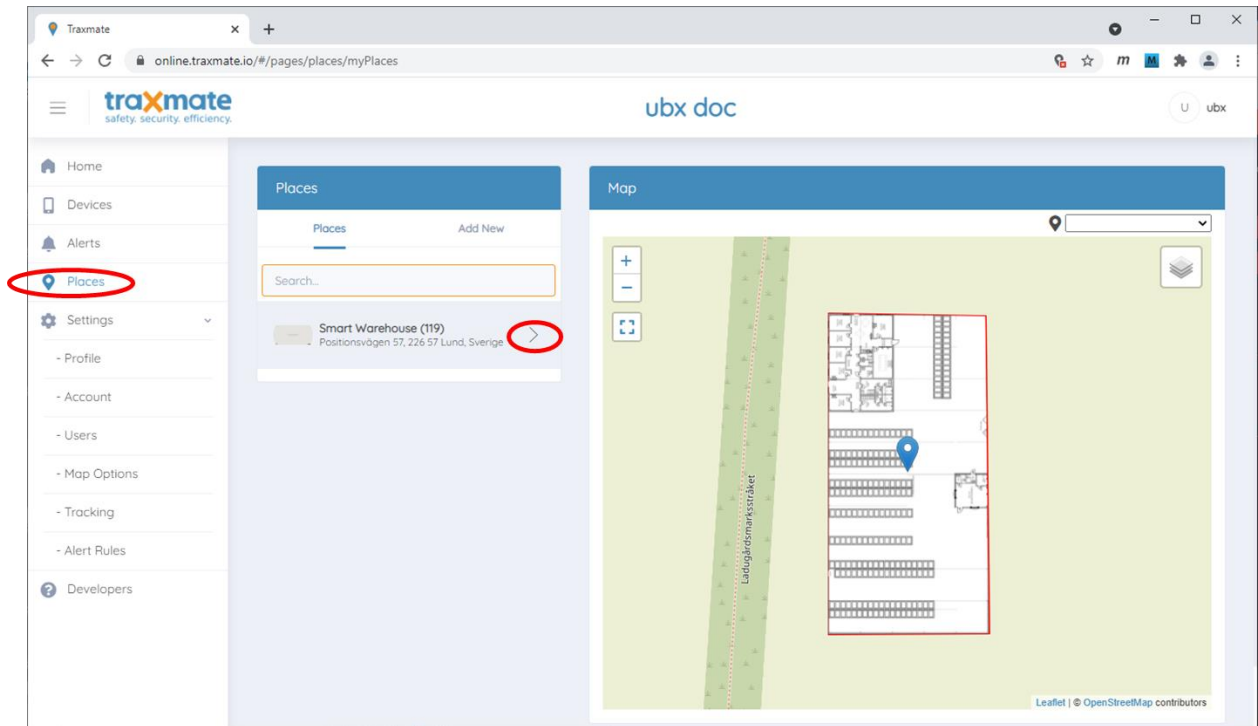 Traxmate
online.traxmate.io/#/pages/places/myPlaces
traxmate
safety. security. efficiency.
ubx doc
U ubx
Home
Devices
Alerts
Places
Settings
- Profile
- Account
- Users
- Map Options
- Tracking
- Alert Rules
Developers
Places
Places Add New
Search...
Smart Warehouse (119)
Positionsvägen 57, 226 57 Lund, Sverige
Map
+
−
Ladugårdsmarksstråket
Leaflet | © OpenStreetMap contributors